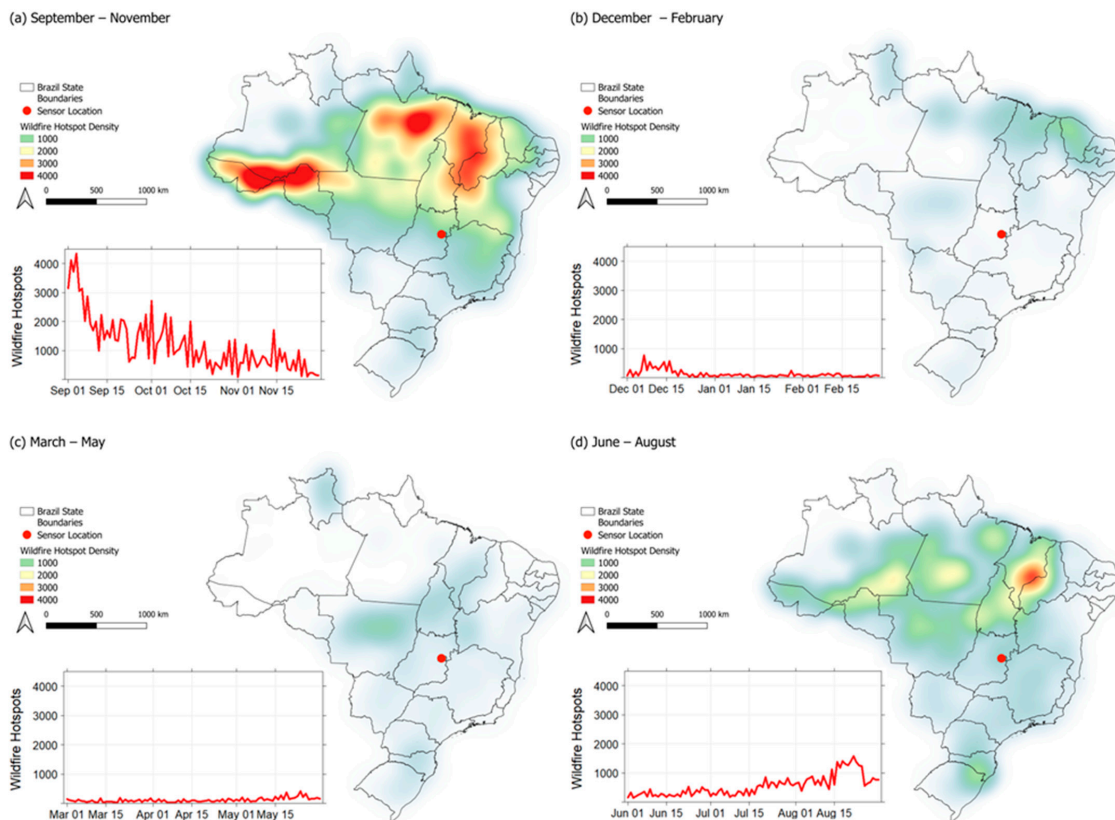 (a) September – November
Brazil State
Boundaries
Sensor Location
Wildfire Hotspot Density
1000
2000
3000
4000
0 500 1000 km
Wildfire Hotspots
4000
3000
2000
1000
Sep 01 Sep 15 Oct 01 Oct 15 Nov 01 Nov 15
(b) December – February
Brazil State
Boundaries
Sensor Location
Wildfire Hotspot Density
1000
2000
3000
4000
0 500 1000 km
Wildfire Hotspots
4000
3000
2000
1000
Dec 01 Dec 15 Jan 01 Jan 15 Feb 01 Feb 15
(c) March – May
Brazil State
Boundaries
Sensor Location
Wildfire Hotspot Density
1000
2000
3000
4000
0 500 1000 km
Wildfire Hotspots
4000
3000
2000
1000
Mar 01 Mar 15 Apr 01 Apr 15 May 01 May 15
(d) June – August
Brazil State
Boundaries
Sensor Location
Wildfire Hotspot Density
1000
2000
3000
4000
0 500 1000 km
Wildfire Hotspots
4000
3000
2000
1000
Jun 01 Jun 15 Jul 01 Jul 15 Aug 01 Aug 15